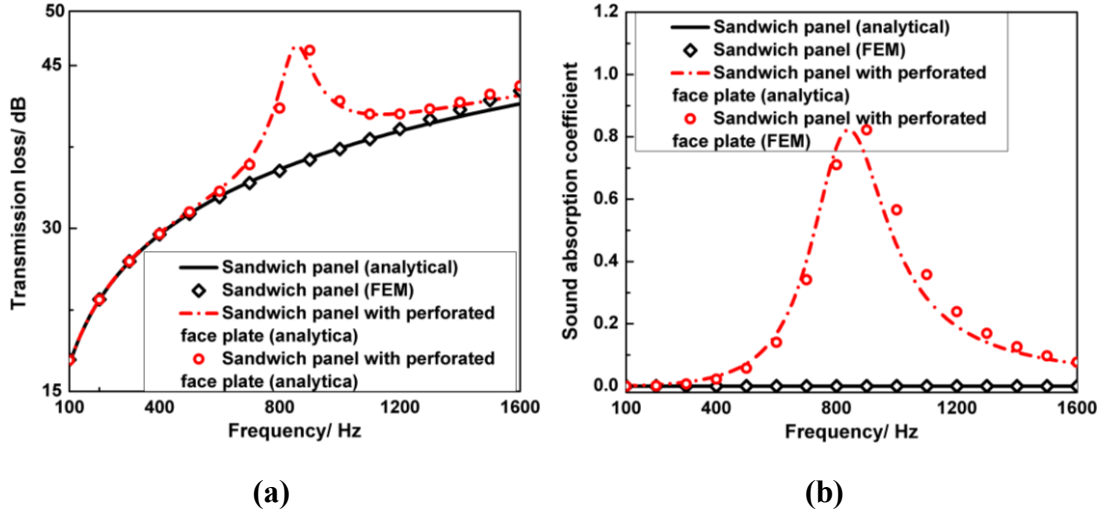 50
45
30
15
Transmission loss/ dB
Sandwich panel (analytical)
Sandwich panel (FEM)
Sandwich panel with perforated
face plate (analytica)
Sandwich panel with perforated
face plate (analytica)
100 400 800 1200 1600
Frequency/ Hz
(a)
1.2
1.0
0.8
0.6
0.4
0.2
0.0
Sound absorption coefficient
Sandwich panel (analytical)
Sandwich panel (FEM)
Sandwich panel with perforated
face plate (analytica)
Sandwich panel with perforated
face plate (FEM)
100 400 800 1200 1600
Frequency/ Hz
(b)